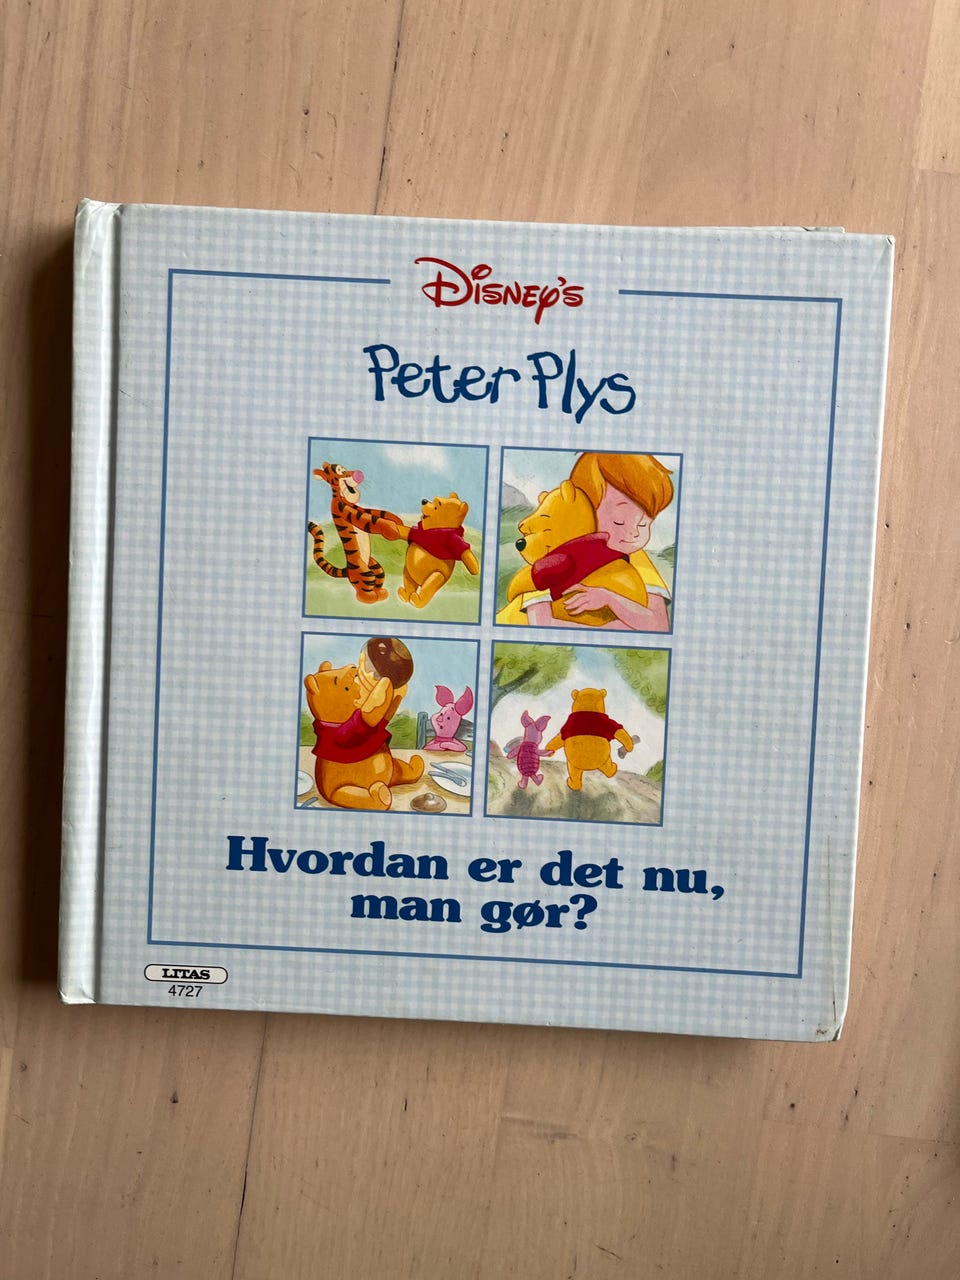 Disney's
Peter Plys
Hvordan er det nu,
man gør?
LITAS
4727